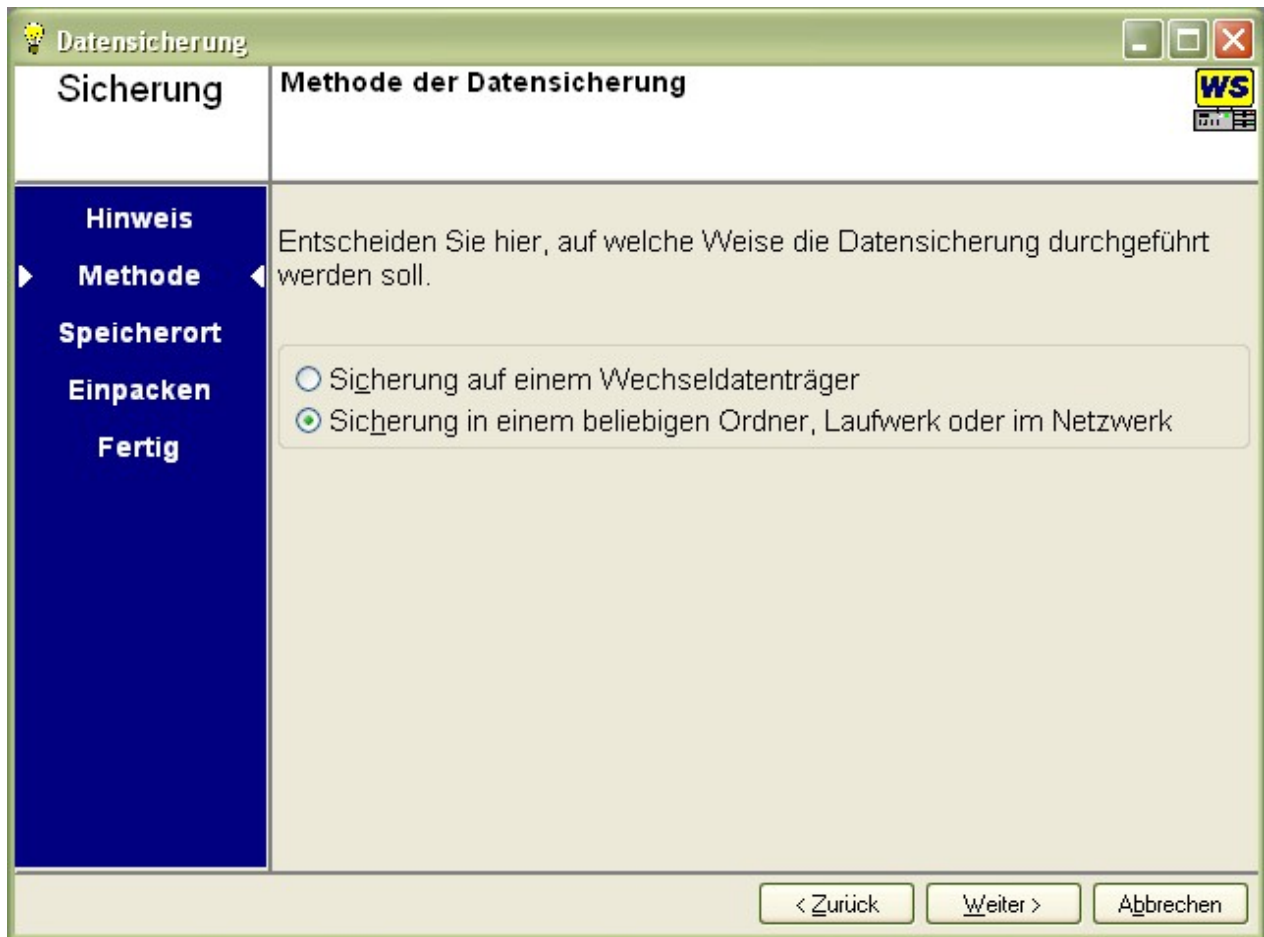 Datensicherung
Sicherung
Methode der Datensicherung
WS
Hinweis
Methode
Speicherort
Einpacken
Fertig
Entscheiden Sie hier, auf welche Weise die Datensicherung durchgeführt
werden soll.
Sicherung auf einem Wechseldatenträger
Sicherung in einem beliebigen Ordner, Laufwerk oder im Netzwerk
< Zurück
Weiter >
Abbrechen